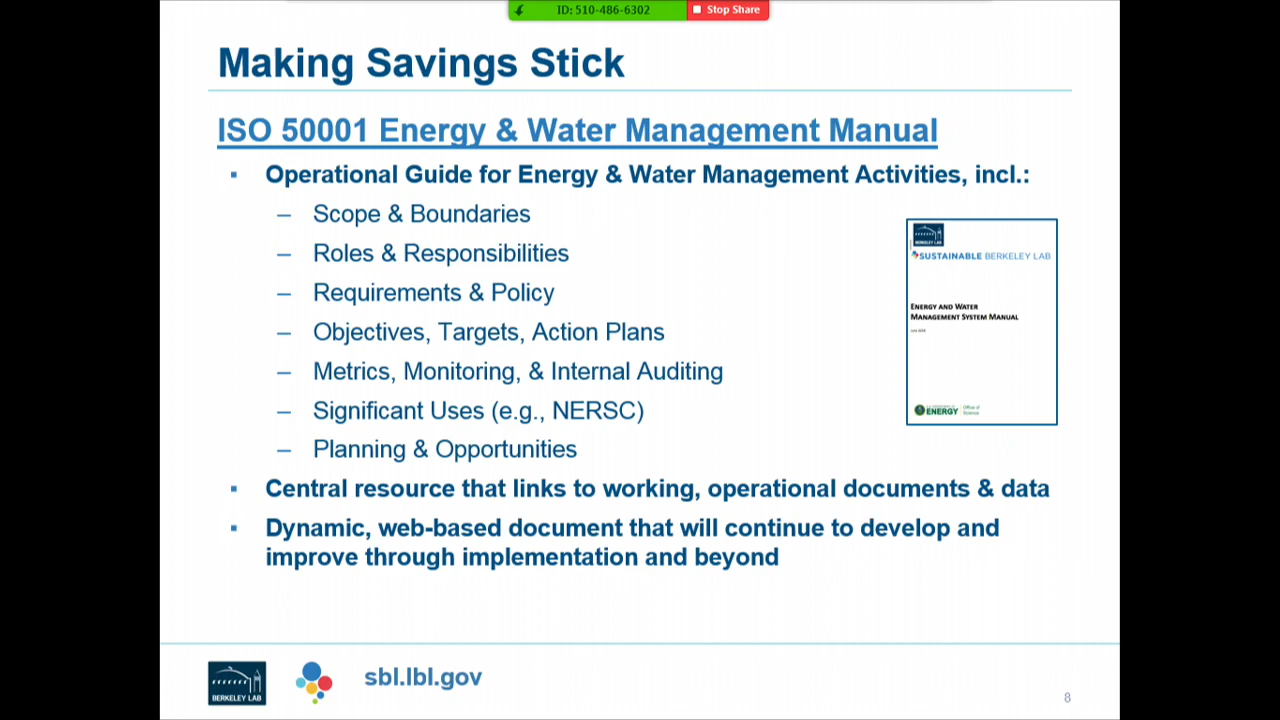 ID: 510-486-6302
Stop Share
Making Savings Stick
ISO 50001 Energy & Water Management Manual
▪ Operational Guide for Energy & Water Management Activities, incl.:
– Scope & Boundaries
– Roles & Responsibilities
– Requirements & Policy
– Objectives, Targets, Action Plans
– Metrics, Monitoring, & Internal Auditing
– Significant Uses (e.g., NERSC)
– Planning & Opportunities
▪ Central resource that links to working, operational documents & data
▪ Dynamic, web-based document that will continue to develop and
improve through implementation and beyond
BERKELEY LAB
SUSTAINABLE BERKELEY LAB
ENERGY AND WATER
MANAGEMENT SYSTEM MANUAL
ENERGY
Office of
Science
BERKELEY LAB
sbl.lbl.gov
8